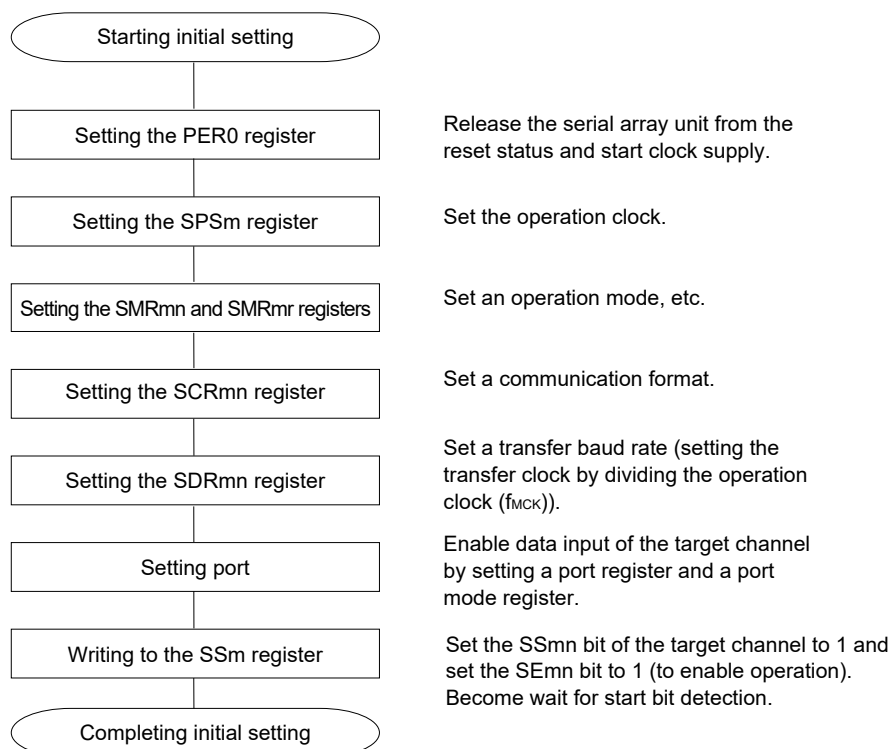 Starting initial setting
Setting the PER0 register
Release the serial array unit from the
reset status and start clock supply.
Setting the SPSm register
Set the operation clock.
Setting the SMRmn and SMRmr registers
Set an operation mode, etc.
Setting the SCRmn register
Set a communication format.
Setting the SDRmn register
Set a transfer baud rate (setting the
transfer clock by dividing the operation
clock (fMCK)).
Setting port
Enable data input of the target channel
by setting a port register and a port
mode register.
Writing to the SSm register
Set the SSmn bit of the target channel to 1 and
set the SEmn bit to 1 (to enable operation).
Become wait for start bit detection.
Completing initial setting